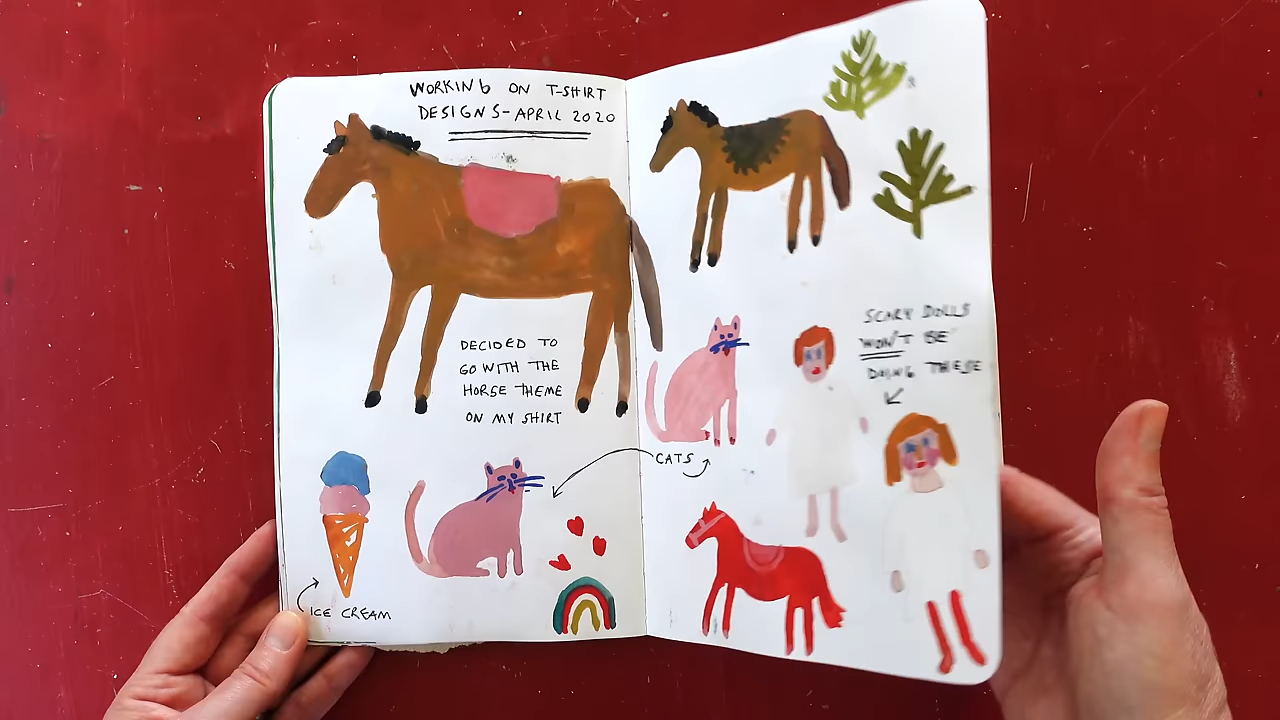 WORKING ON T-SHIRT
DESIGNS-APRIL 2020
DECIDED TO
GO WITH THE
HORSE THEME
ON MY SHIRT
ICE CREAM
CATS
SCARY DOLLS
WON'T BE
DOING THESE